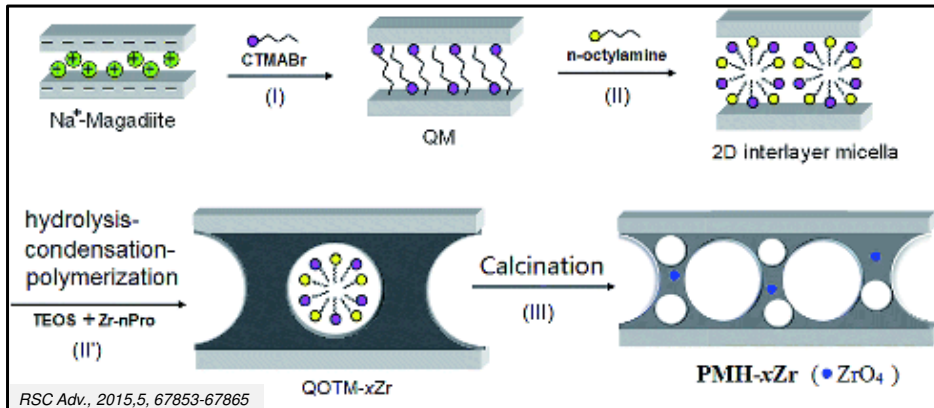 CTMABr
(I)
n-octylamine
(II)
Na⁺-Magadiite
QM
2D interlayer micella
hydrolysis-
condensation-
polymerization
TEOS + Zr-nPro
(II')
Calcination
(III)
QOTM-xZr
PMH-xZr ( • ZrO₄ )
RSC Adv., 2015,5, 67853-67865